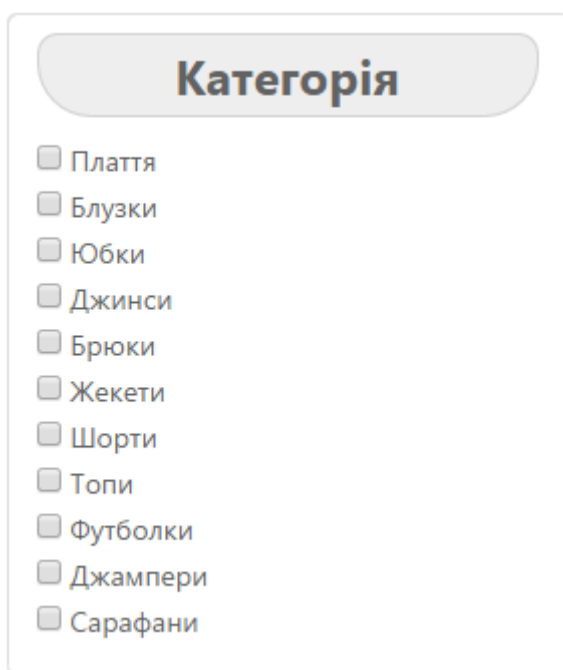 Категорія
Плаття
Блузки
Юбки
Джинси
Брюки
Жекети
Шорти
Топи
Футболки
Джампери
Сарафани